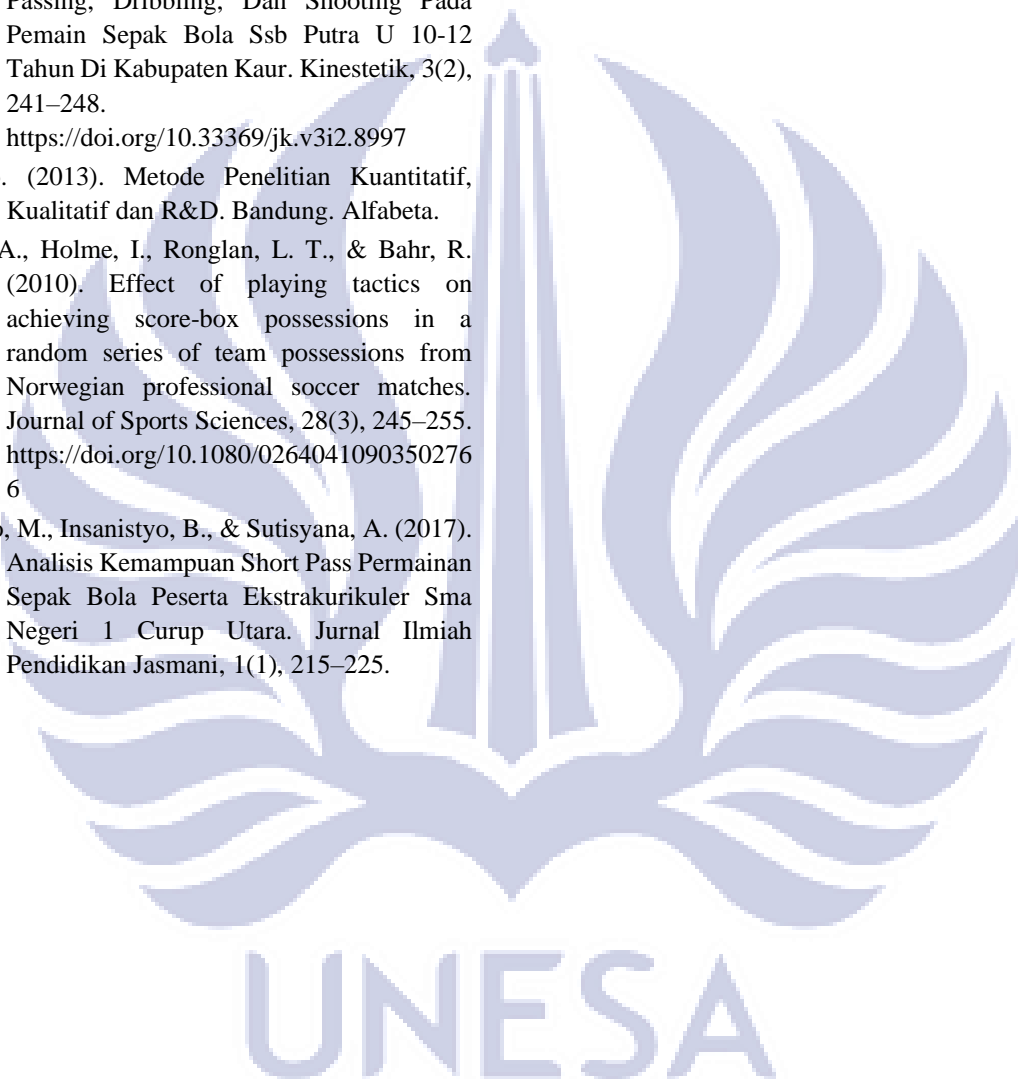 Passing, Dribbling, Dan Shooting Pada
Pemain Sepak Bola Ssb Putra U 10-12
Tahun Di Kabupaten Kaur. Kinestetik, 3(2),
241–248.
https://doi.org/10.33369/jk.v3i2.8997
. (2013). Metode Penelitian Kuantitatif,
Kualitatif dan R&D. Bandung. Alfabeta.
A., Holme, I., Ronglan, L. T., & Bahr, R.
(2010). Effect of playing tactics on
achieving score-box possessions in a
random series of team possessions from
Norwegian professional soccer matches.
Journal of Sports Sciences, 28(3), 245–255.
https://doi.org/10.1080/0264041090350276
6
, M., Insanistyo, B., & Sutisyana, A. (2017).
Analisis Kemampuan Short Pass Permainan
Sepak Bola Peserta Ekstrakurikuler Sma
Negeri 1 Curup Utara. Jurnal Ilmiah
Pendidikan Jasmani, 1(1), 215–225.
UNESA